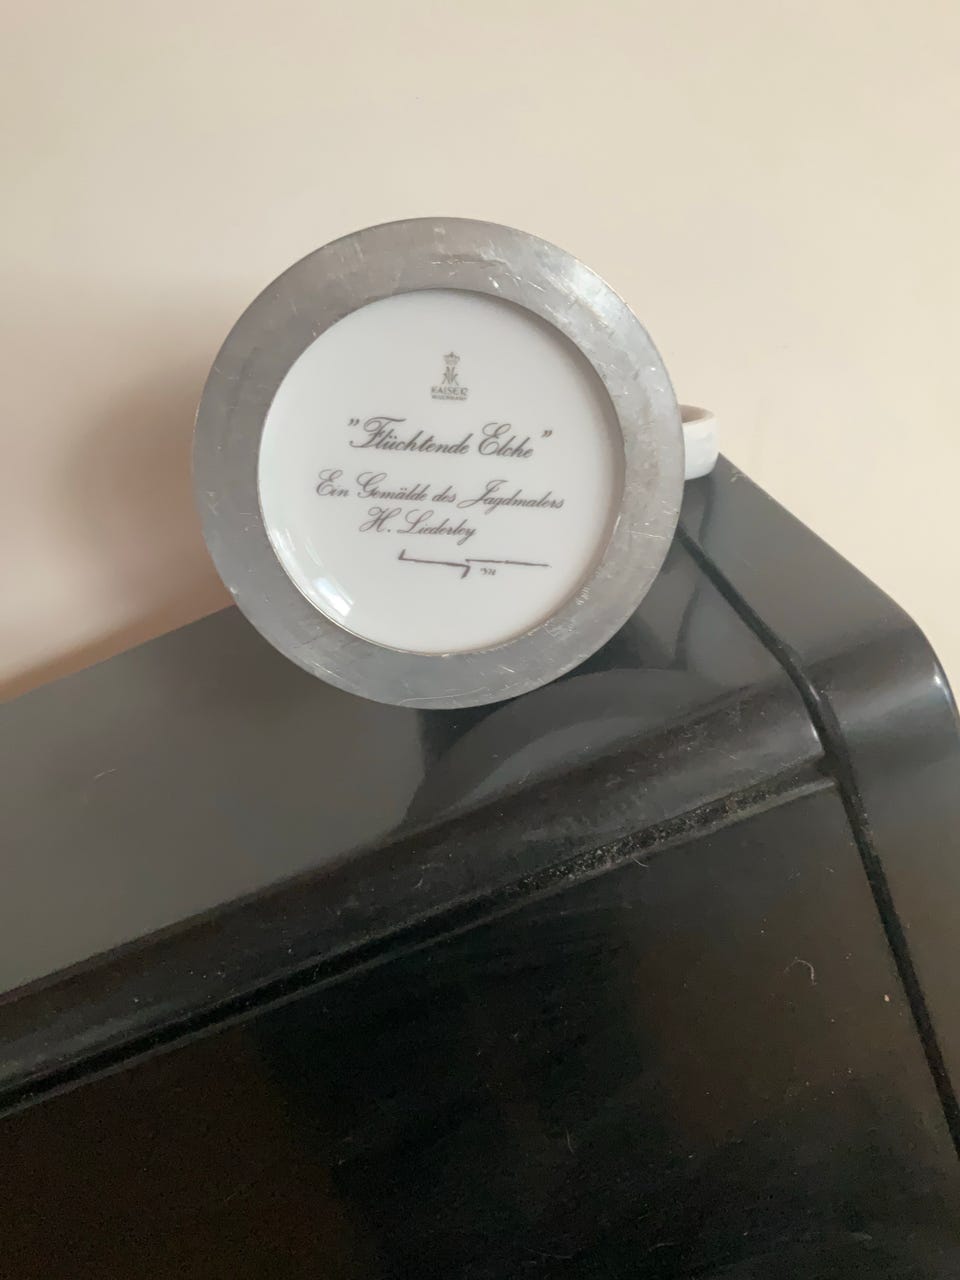 KAISER
"Flüchtende Elche"
Ein Gemälde des Jagdmalers
H. Liederley